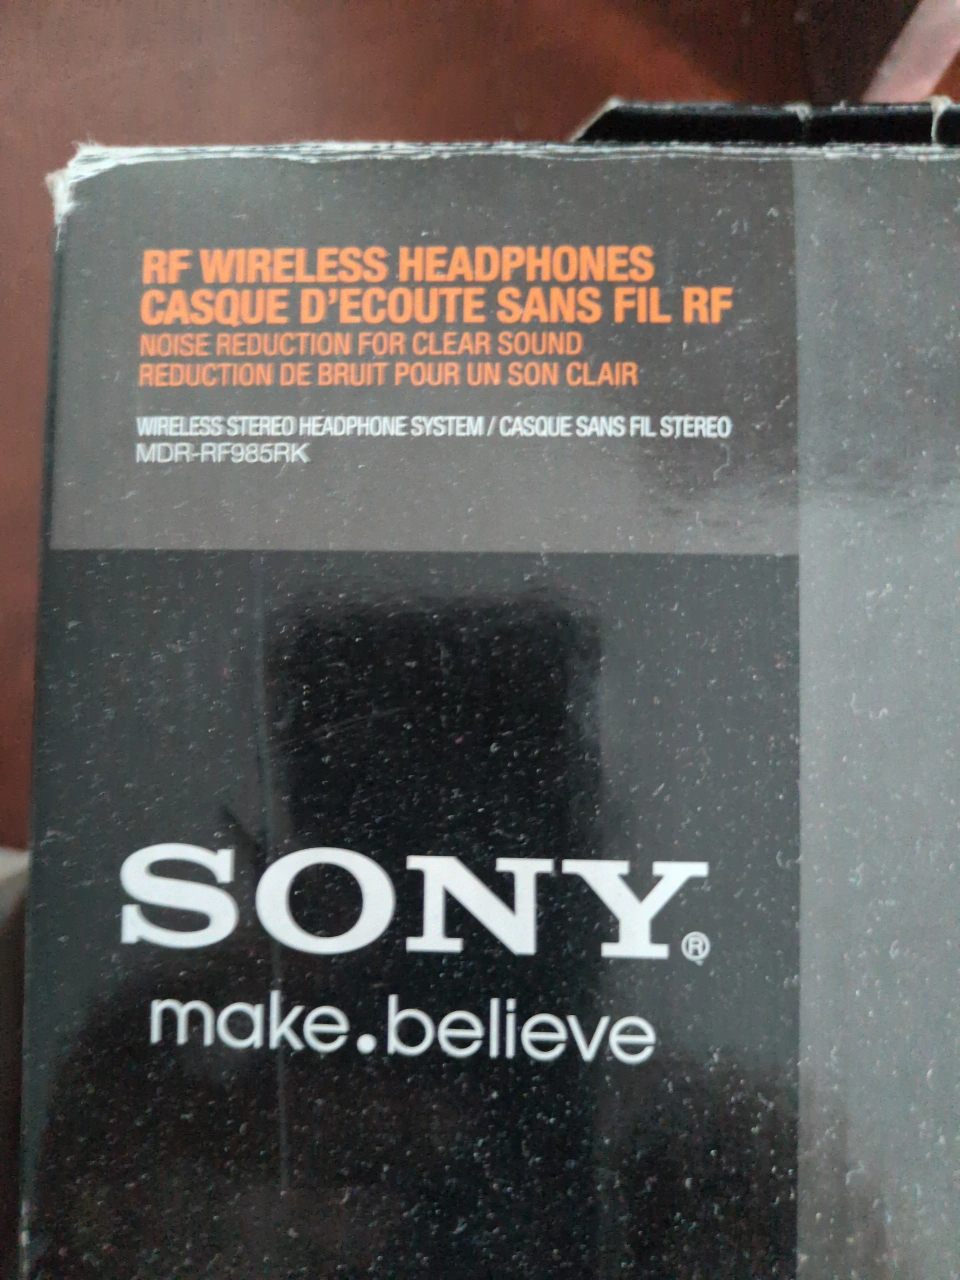 RF WIRELESS HEADPHONES
CASQUE D'ECOUTE SANS FIL RF
NOISE REDUCTION FOR CLEAR SOUND
REDUCTION DE BRUIT POUR UN SON CLAIR
WIRELESS STEREO HEADPHONE SYSTEM / CASQUE SANS FIL STEREO
MDR-RF985RK
SONY®
make.believe